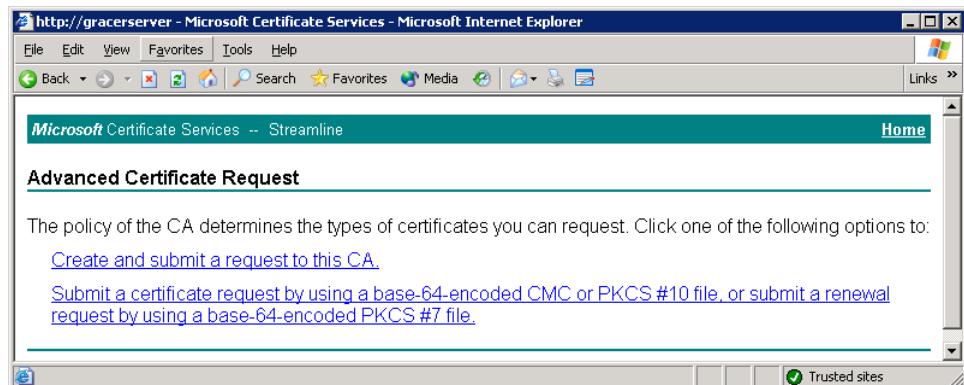 http://gracerserver - Microsoft Certificate Services - Microsoft Internet Explorer
File Edit View Favorites Tools Help
Back Search Favorites Media Links »
Microsoft Certificate Services -- Streamline Home
Advanced Certificate Request
The policy of the CA determines the types of certificates you can request. Click one of the following options to:
Create and submit a request to this CA.
Submit a certificate request by using a base-64-encoded CMC or PKCS #10 file, or submit a renewal
request by using a base-64-encoded PKCS #7 file.
Trusted sites